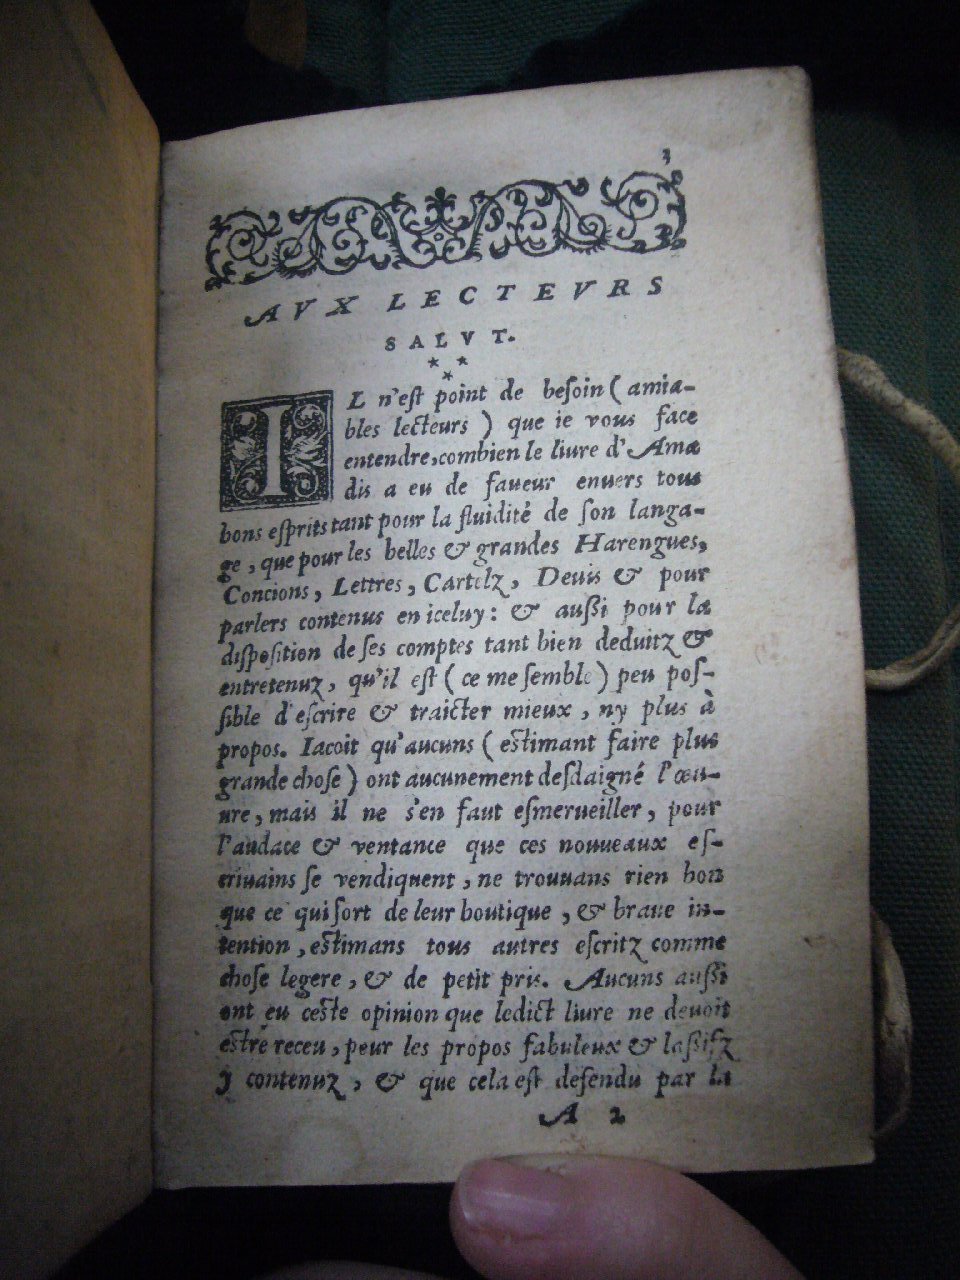 3
AVX LECTEVRS
SALVT.
IL n'eſt point de beſoin (amia-
bles lecteurs) que ie vous face
entendre, combien le liure d'Ama
dis a eu de faueur enuers tous
bons eſprits tant pour la fluidité de ſon langa-
ge, que pour les belles & grandes Harengues,
Concions, Lettres, Cartelz, Deuis & pour
parlers contenus en iceluy: & auſſi pour la
diſpoſition de ſes comptes tant bien deduitz &
entretenuz, qu'il eſt (ce me ſemble) peu poſ-
ſible d'eſcrire & traicter mieux, ny plus à
propos. Iacoit qu'aucuns (eſtimant faire plus
grande choſe) ont aucunement deſdaigné l'œu-
ure, mais il ne s'en faut eſmerueiller, pour
l'audace & ventance que ces nouueaux eſ-
criuains ſe vendiquent, ne trouuans rien bon
que ce qui ſort de leur boutique, & braue in-
tention, eſtimans tous autres eſcritz comme
choſe legere, & de petit pris. Aucuns auſſi
ont eu ceſte opinion que ledict liure ne deuoit
eſtre receu, pour les propos fabuleux & laſſifz
y contenuz, & que cela eſt defendu par la
A 2